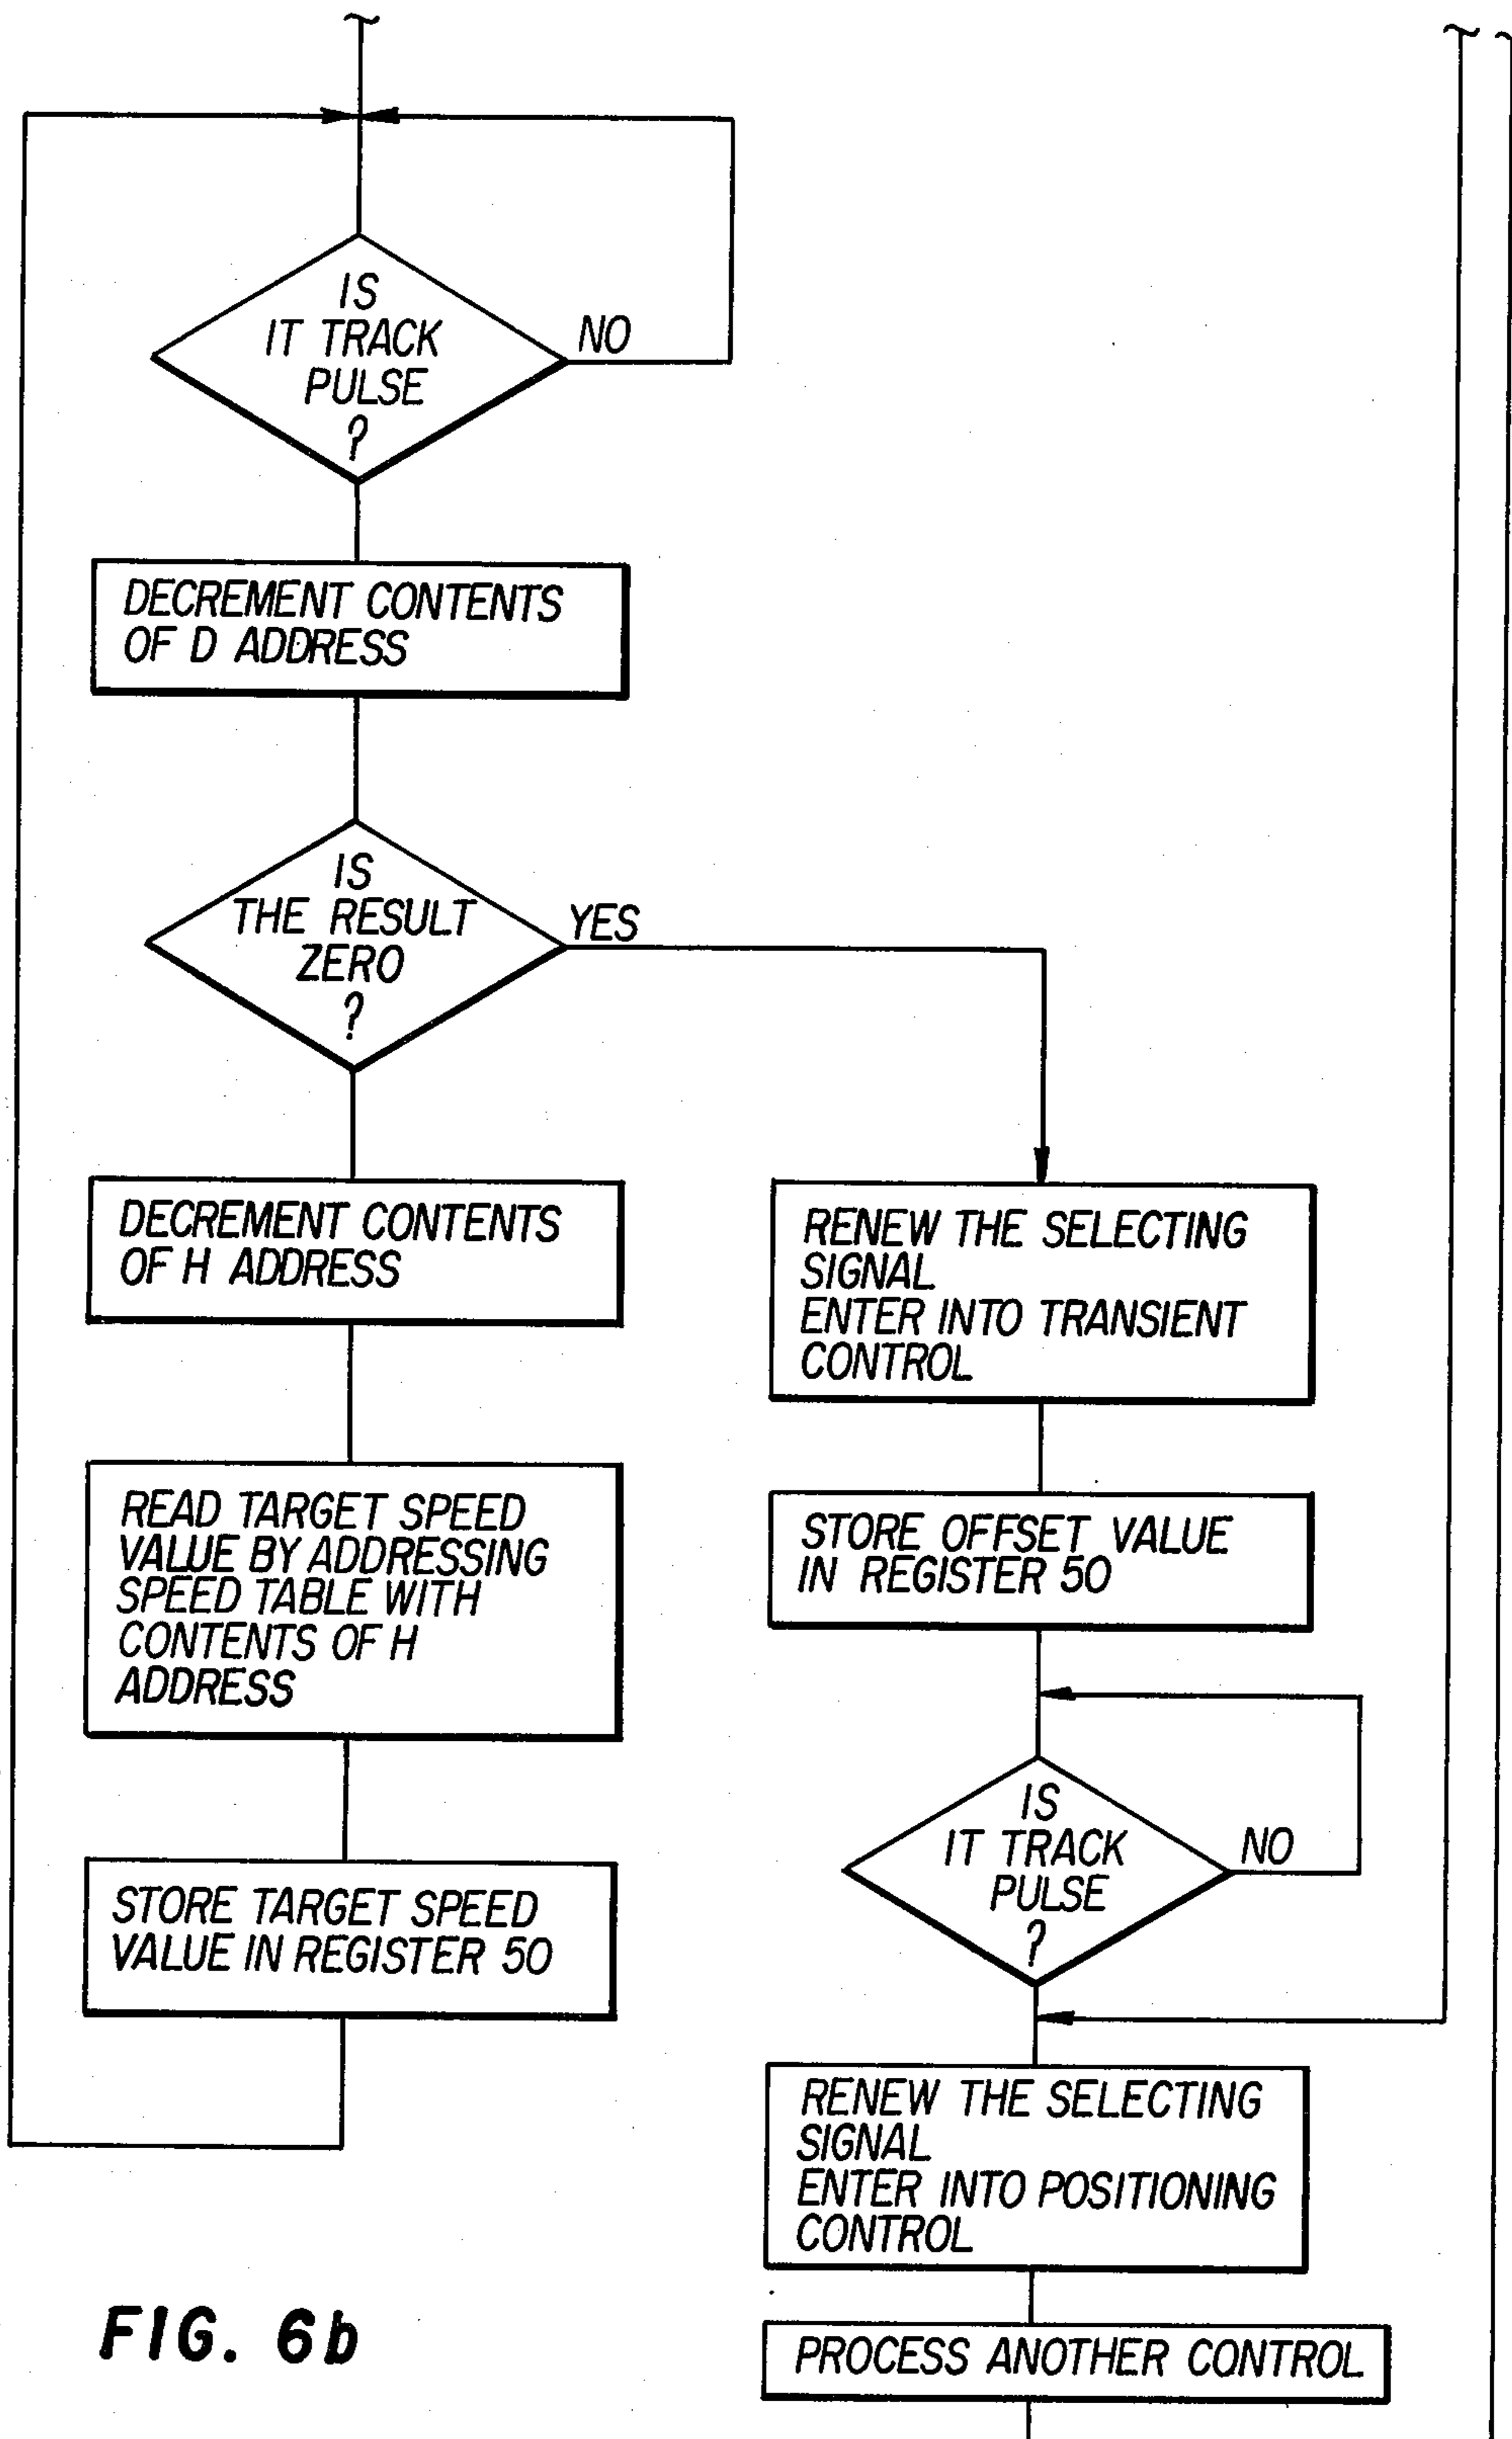 IS
IT TRACK
PULSE
?
NO
DECREMENT CONTENTS
OF D ADDRESS
IS
THE RESULT
ZERO
?
YES
DECREMENT CONTENTS
OF H ADDRESS
READ TARGET SPEED
VALUE BY ADDRESSING
SPEED TABLE WITH
CONTENTS OF H
ADDRESS
STORE TARGET SPEED
VALUE IN REGISTER 50
RENEW THE SELECTING
SIGNAL
ENTER INTO TRANSIENT
CONTROL
STORE OFFSET VALUE
IN REGISTER 50
IS
IT TRACK
PULSE
?
NO
RENEW THE SELECTING
SIGNAL
ENTER INTO POSITIONING
CONTROL
PROCESS ANOTHER CONTROL
FIG. 6b